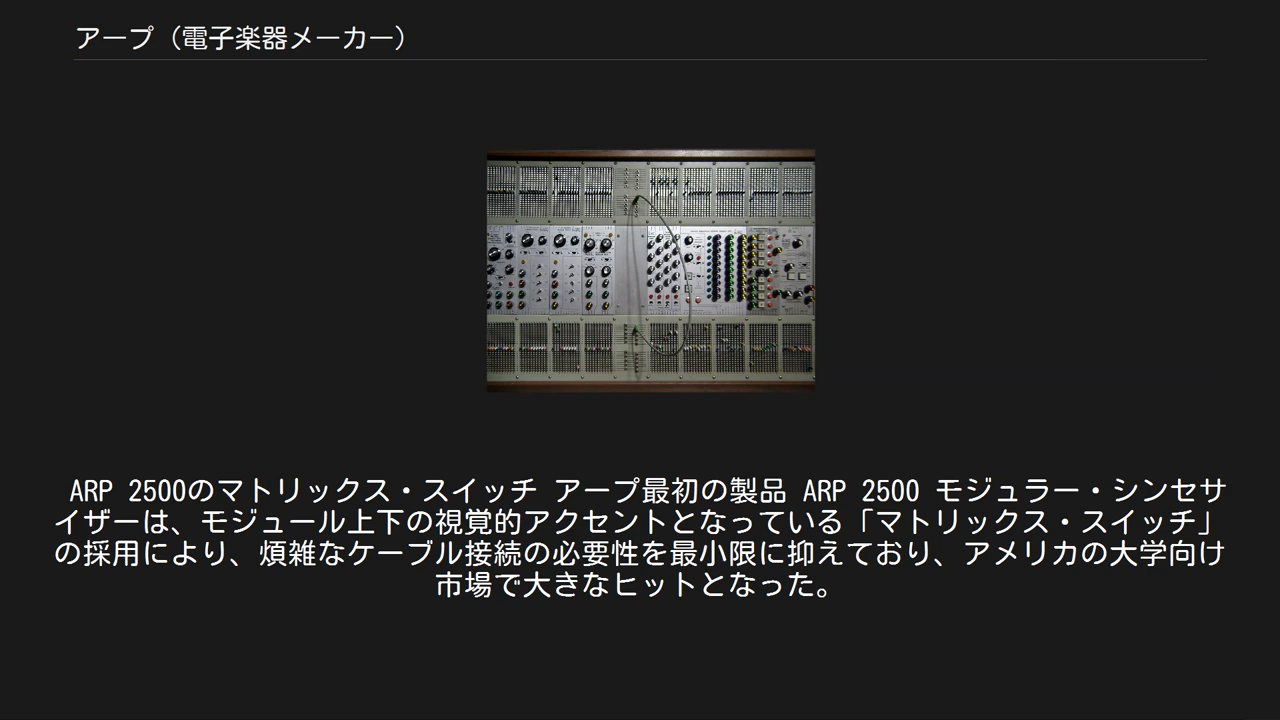 アープ（電子楽器メーカー）
ARP 2500のマトリックス・スイッチ アープ最初の製品 ARP 2500 モジュラー・シンセサ
イザーは、モジュール上下の視覚的アクセントとなっている「マトリックス・スイッチ」
の採用により、煩雑なケーブル接続の必要性を最小限に抑えており、アメリカの大学向け
市場で大きなヒットとなった。